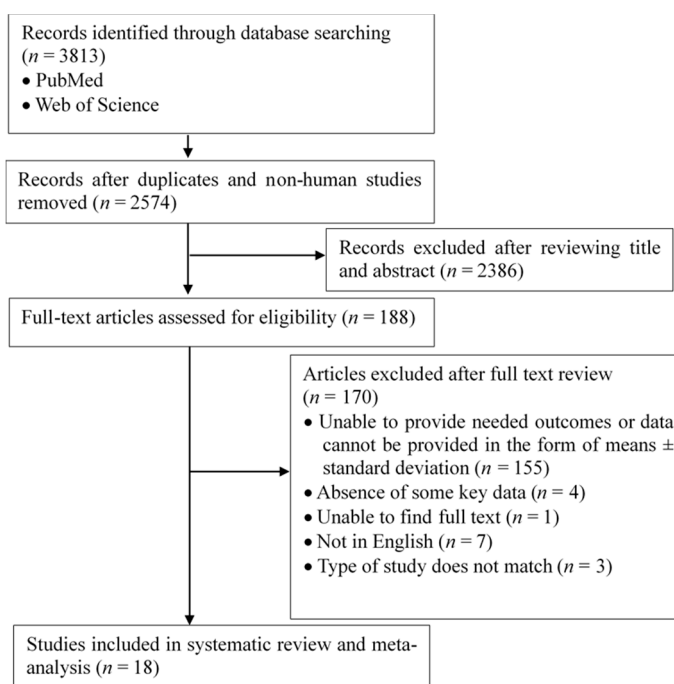 Records identified through database searching
(n = 3813)
• PubMed
• Web of Science
Records after duplicates and non-human studies
removed (n = 2574)
Records excluded after reviewing title
and abstract (n = 2386)
Full-text articles assessed for eligibility (n = 188)
Articles excluded after full text review
(n = 170)
• Unable to provide needed outcomes or data
cannot be provided in the form of means ±
standard deviation (n = 155)
• Absence of some key data (n = 4)
• Unable to find full text (n = 1)
• Not in English (n = 7)
• Type of study does not match (n = 3)
Studies included in systematic review and meta-
analysis (n = 18)